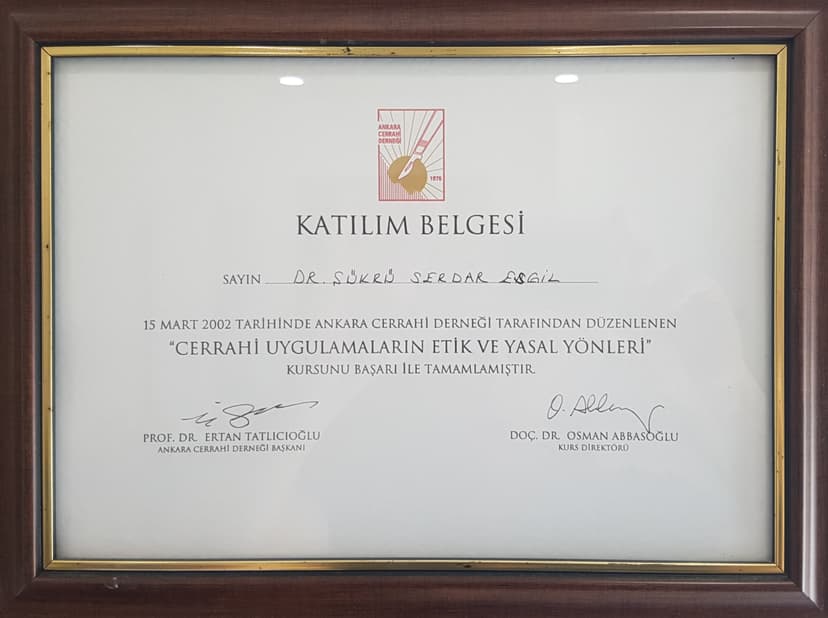 ANKARA
CERRAHİ
DERNEĞİ
1975
KATILIM BELGESİ
SAYIN DR. ŞÜKRÜ SERDAR ESGİL
15 MART 2002 TARİHİNDE ANKARA CERRAHİ DERNEĞİ TARAFINDAN DÜZENLENEN
“CERRAHİ UYGULAMALARIN ETİK VE YASAL YÖNLERİ”
KURSUNU BAŞARI İLE TAMAMLAMIŞTIR.
PROF. DR. ERTAN TATLICIOĞLU
ANKARA CERRAHİ DERNEĞİ BAŞKANI
DOÇ. DR. OSMAN ABBASOĞLU
KURS DİREKTÖRÜ